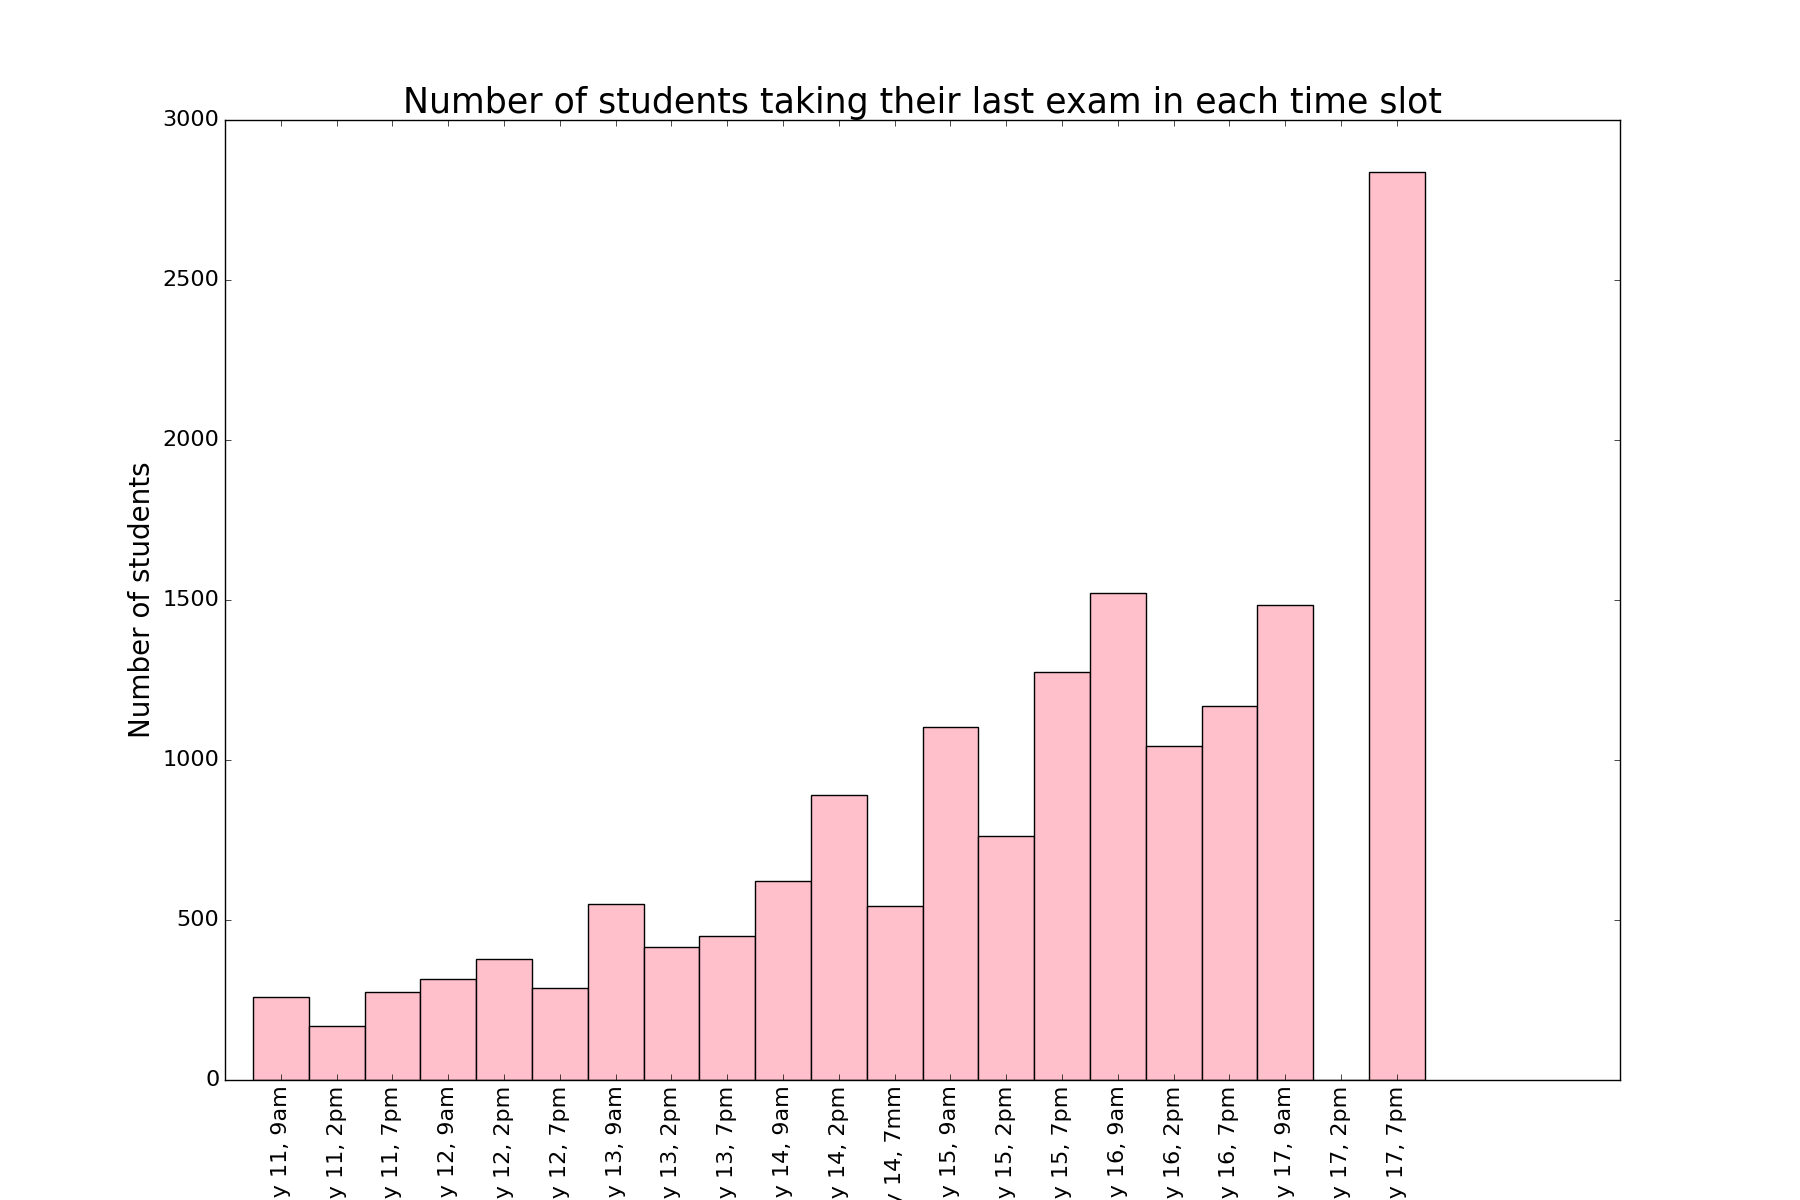 Number of students taking their last exam in each time slot
Number of students
3000
2500
2000
1500
1000
500
0
y 11, 9am
y 11, 2pm
y 11, 7pm
y 12, 9am
y 12, 2pm
y 12, 7pm
y 13, 9am
y 13, 2pm
y 13, 7pm
y 14, 9am
y 14, 2pm
y 14, 7mm
y 15, 9am
y 15, 2pm
y 15, 7pm
y 16, 9am
y 16, 2pm
y 16, 7pm
y 17, 9am
y 17, 2pm
y 17, 7pm